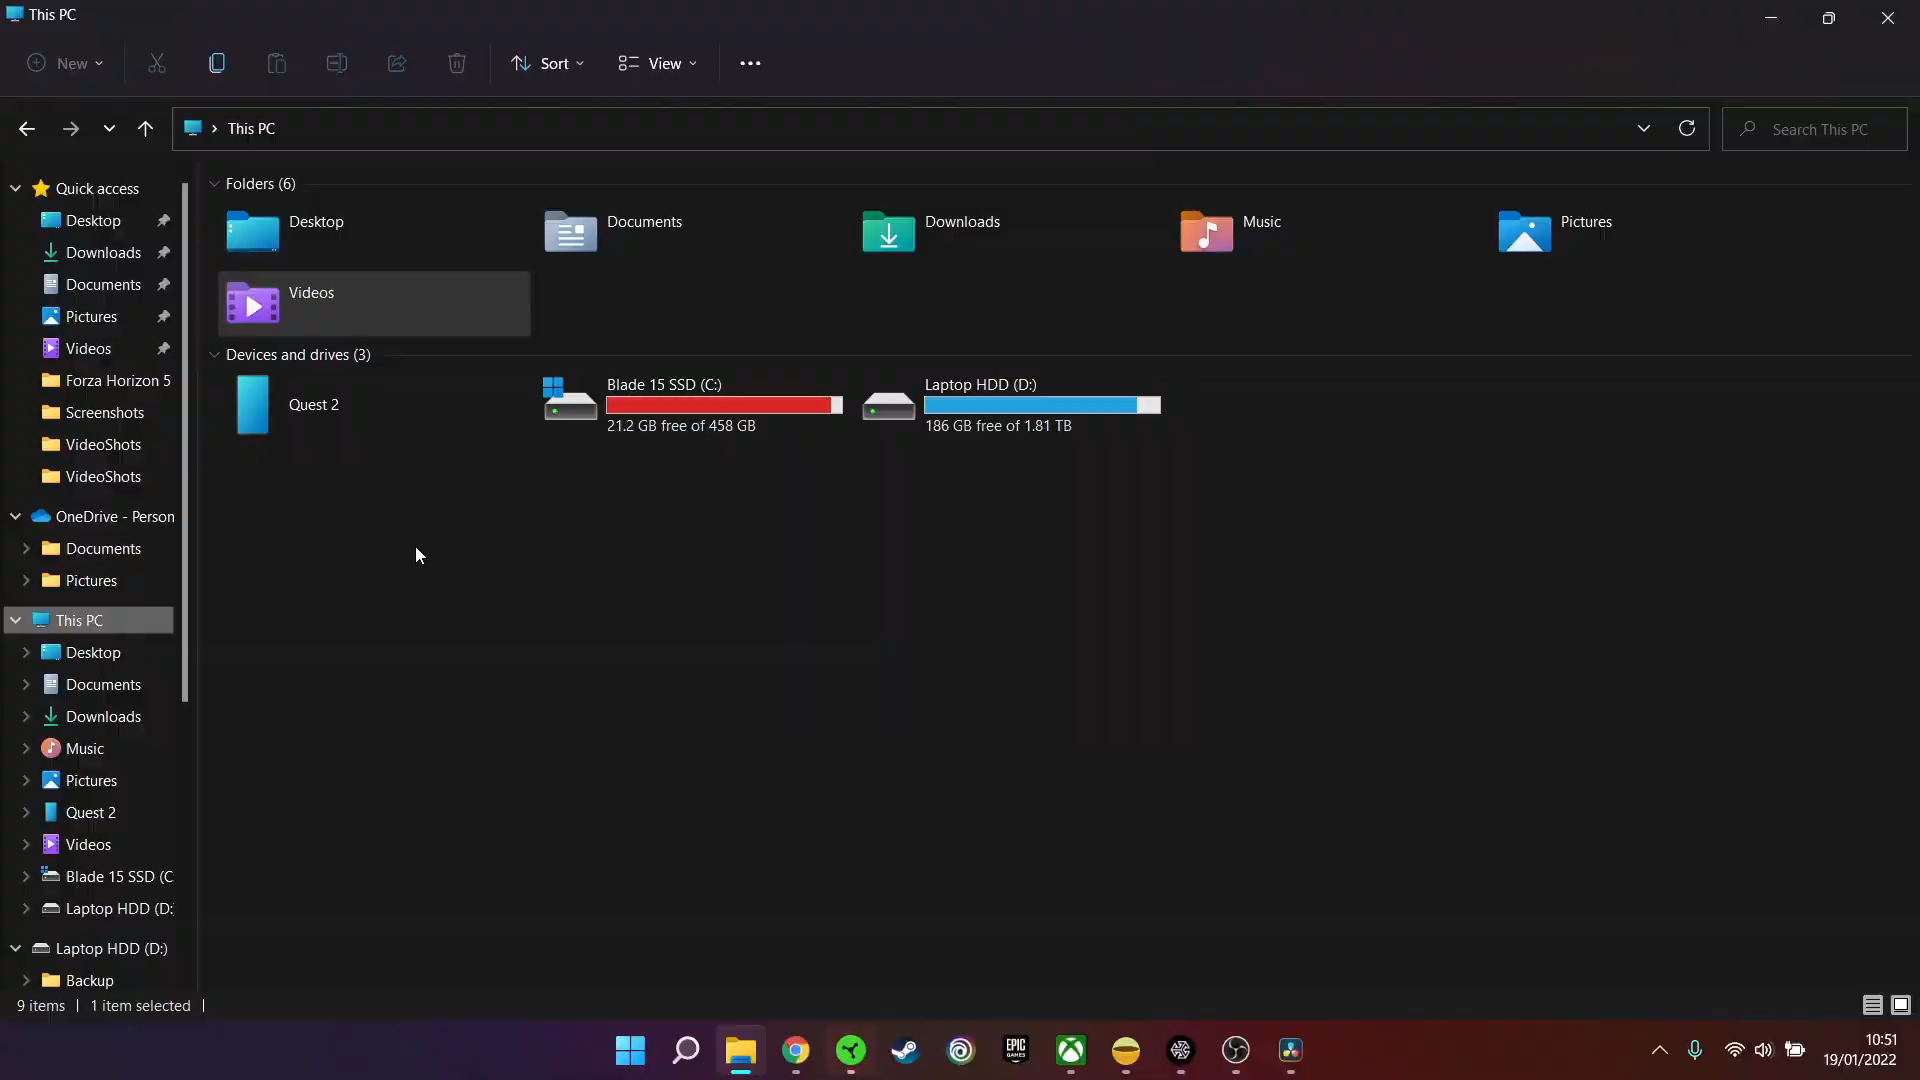 This PC
New
Sort
View
This PC
Search This PC
Quick access
Desktop
Downloads
Documents
Pictures
Videos
Forza Horizon 5
Screenshots
VideoShots
VideoShots
OneDrive - Person
Documents
Pictures
This PC
Desktop
Documents
Downloads
Music
Pictures
Quest 2
Videos
Blade 15 SSD (C
Laptop HDD (D:
Laptop HDD (D:)
Backup
Folders (6)
Desktop
Documents
Downloads
Music
Pictures
Videos
Devices and drives (3)
Quest 2
Blade 15 SSD (C:)
21.2 GB free of 458 GB
Laptop HDD (D:)
186 GB free of 1.81 TB
9 items
1 item selected
EPIC
GAMES
10:51
19/01/2022